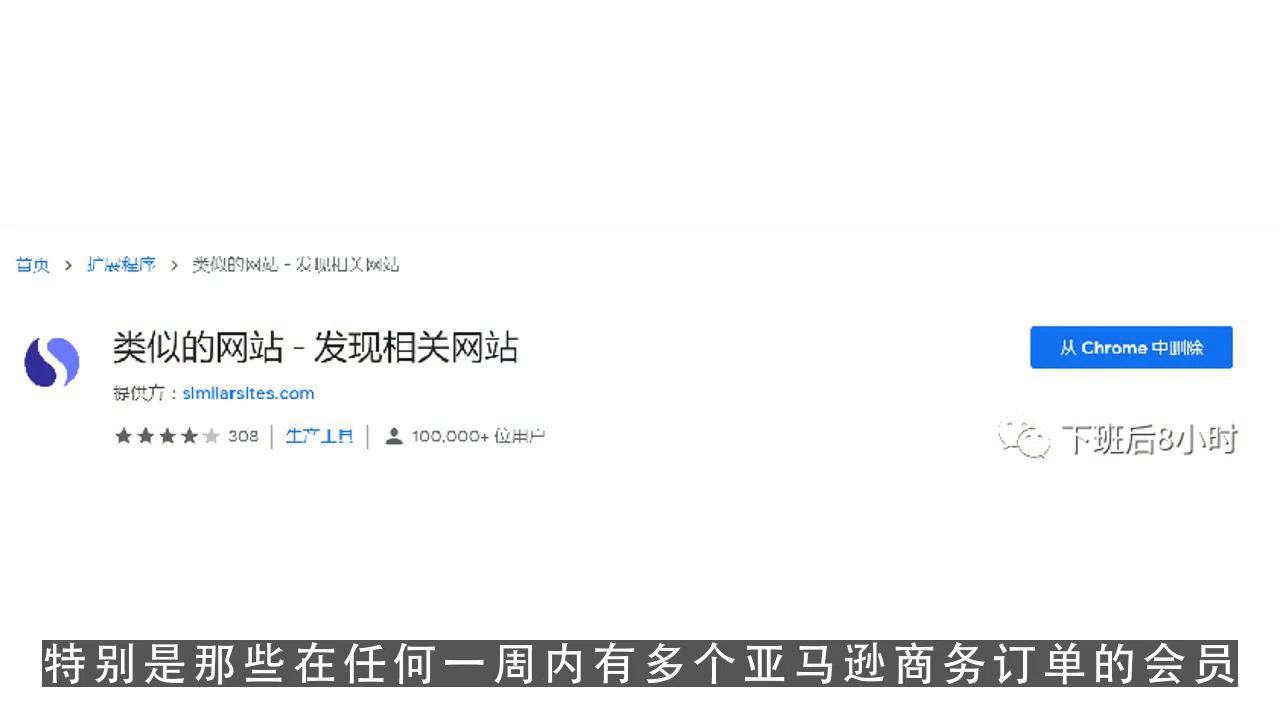 首页 > 扩展程序 > 类似的网站 - 发现相关网站
类似的网站 - 发现相关网站
从 Chrome 中删除
提供方：similarsites.com
308 | 生产工具 | 100,000+ 位用户
下班后8小时
特别是那些在任何一周内有多个亚马逊商务订单的会员